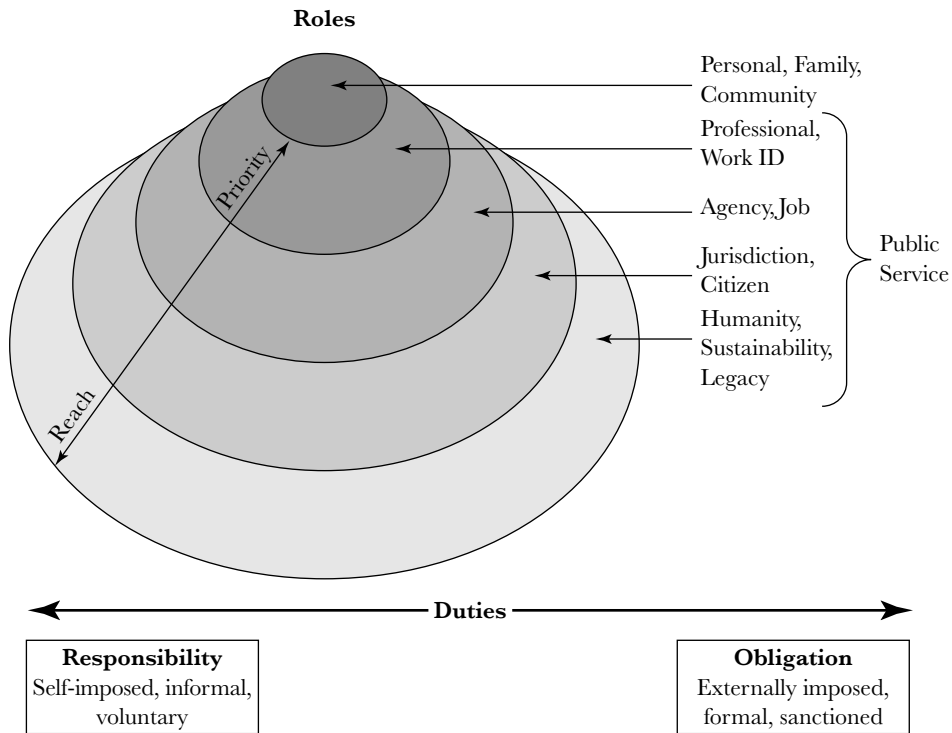 Roles
Personal, Family,
Community
Professional,
Work ID
Agency, Job
Jurisdiction,
Citizen
Humanity,
Sustainability,
Legacy
Public
Service
Priority
Reach
Duties
Responsibility
Self-imposed, informal,
voluntary
Obligation
Externally imposed,
formal, sanctioned